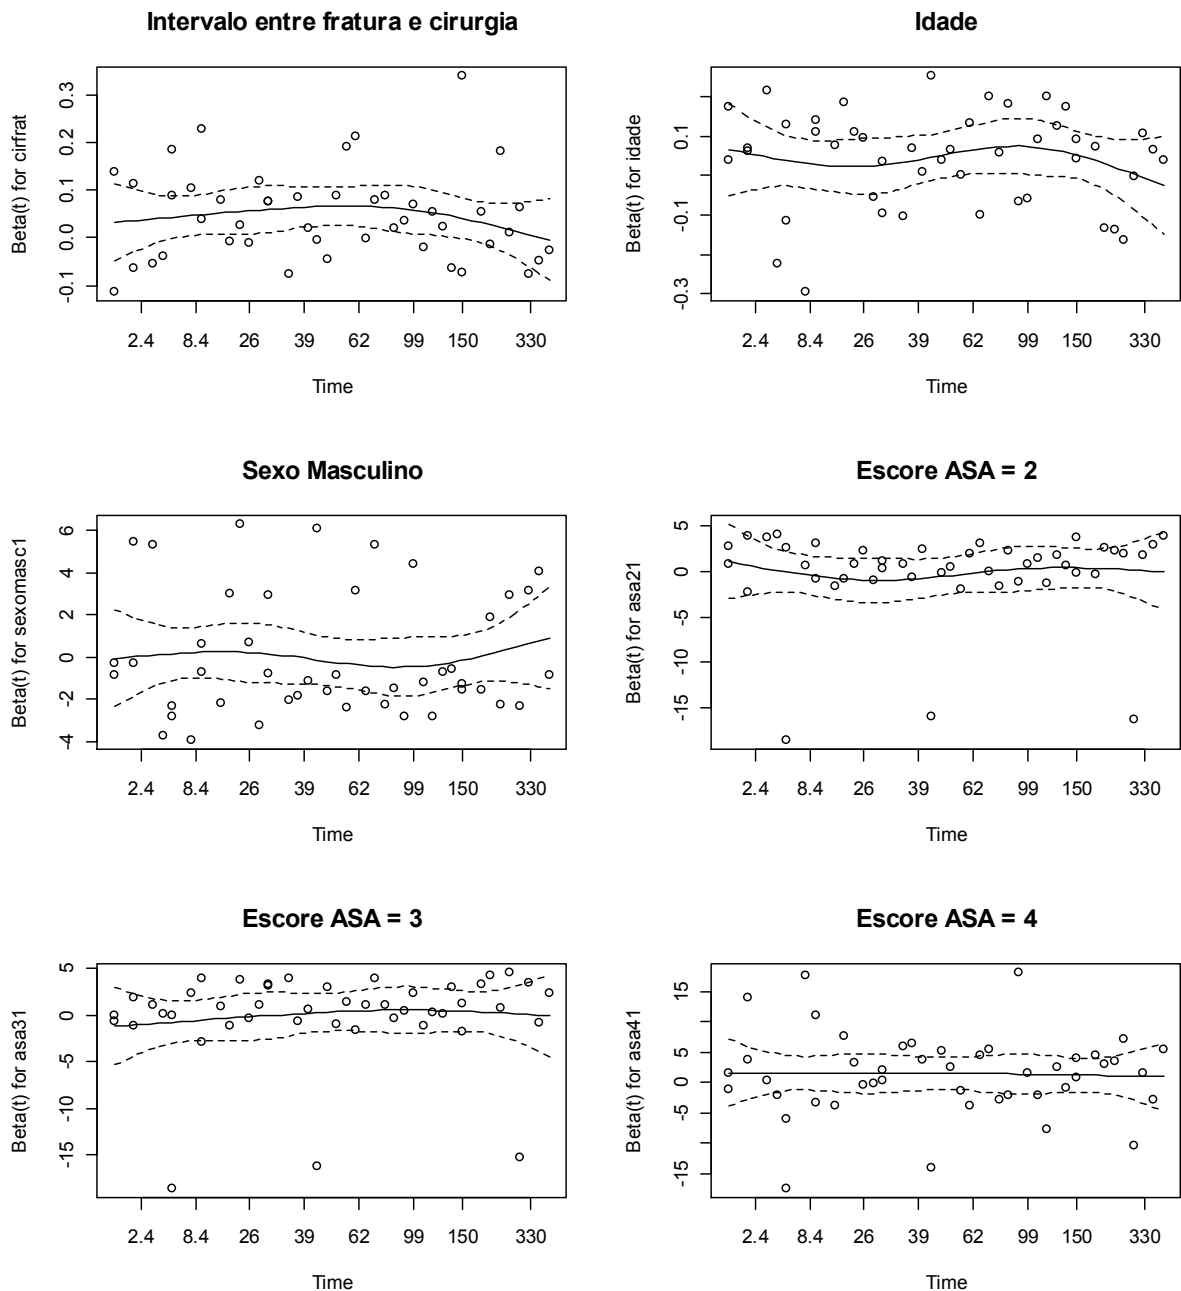 Intervalo entre fratura e cirurgia
Beta(t) for cirfrat
0.3
0.2
0.1
0.0
-0.1
2.4 8.4 26 39 62 99 150 330
Time
Idade
Beta(t) for idade
0.1
-0.1
-0.3
2.4 8.4 26 39 62 99 150 330
Time
Sexo Masculino
Beta(t) for sexomasc1
6
4
2
0
-2
-4
2.4 8.4 26 39 62 99 150 330
Time
Escore ASA = 2
Beta(t) for asa21
5
0
-5
-10
-15
2.4 8.4 26 39 62 99 150 330
Time
Escore ASA = 3
Beta(t) for asa31
5
0
-5
-10
-15
2.4 8.4 26 39 62 99 150 330
Time
Escore ASA = 4
Beta(t) for asa41
15
5
0
-5
-15
2.4 8.4 26 39 62 99 150 330
Time